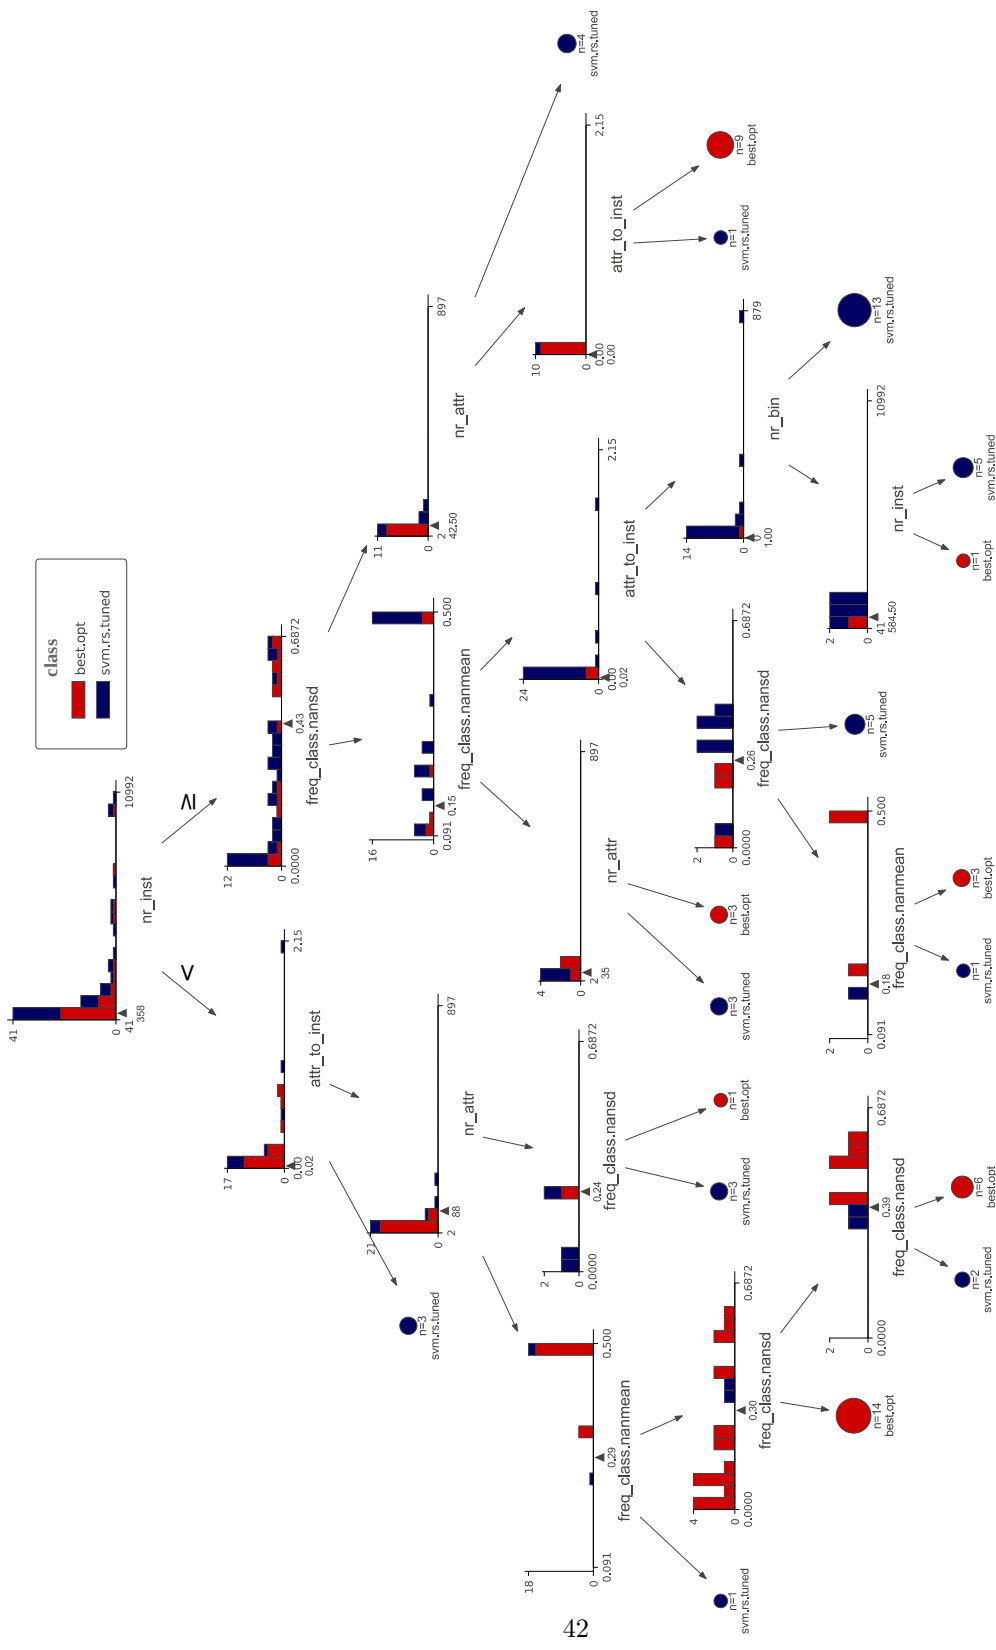 class
best.opt
svm.rs.tuned
41
0
41
358
10992
nr_inst
<
≥
17
0
0.00
0.02
2.15
attr_to_inst
12
0
0.0000
0.43
0.6872
freq_class.nansd
n=3
svm.rs.tuned
21
0
2
88
897
nr_attr
16
0
0.091
0.15
0.500
freq_class.nanmean
11
0
2
42.50
897
nr_attr
n=4
svm.rs.tuned
18
0
0.091
0.29
0.500
freq_class.nanmean
2
0
0.0000
0.24
0.6872
freq_class.nansd
4
0
2
35
897
nr_attr
24
0
0.00
0.02
2.15
attr_to_inst
10
0
0.00
0.00
2.15
attr_to_inst
n=1
svm.rs.tuned
4
0
0.0000
0.30
0.6872
freq_class.nansd
n=3
svm.rs.tuned
n=1
best.opt
n=3
svm.rs.tuned
n=3
best.opt
2
0
0.0000
0.26
0.6872
freq_class.nansd
14
0
0
1.00
879
nr_bin
n=1
svm.rs.tuned
n=9
best.opt
n=14
best.opt
2
0
0.0000
0.39
0.6872
freq_class.nansd
2
0
0.091
0.18
0.500
freq_class.nanmean
n=5
svm.rs.tuned
2
0
41
584.50
10992
nr_inst
n=13
svm.rs.tuned
n=2
svm.rs.tuned
n=6
best.opt
n=1
svm.rs.tuned
n=3
best.opt
n=1
best.opt
n=5
svm.rs.tuned
42